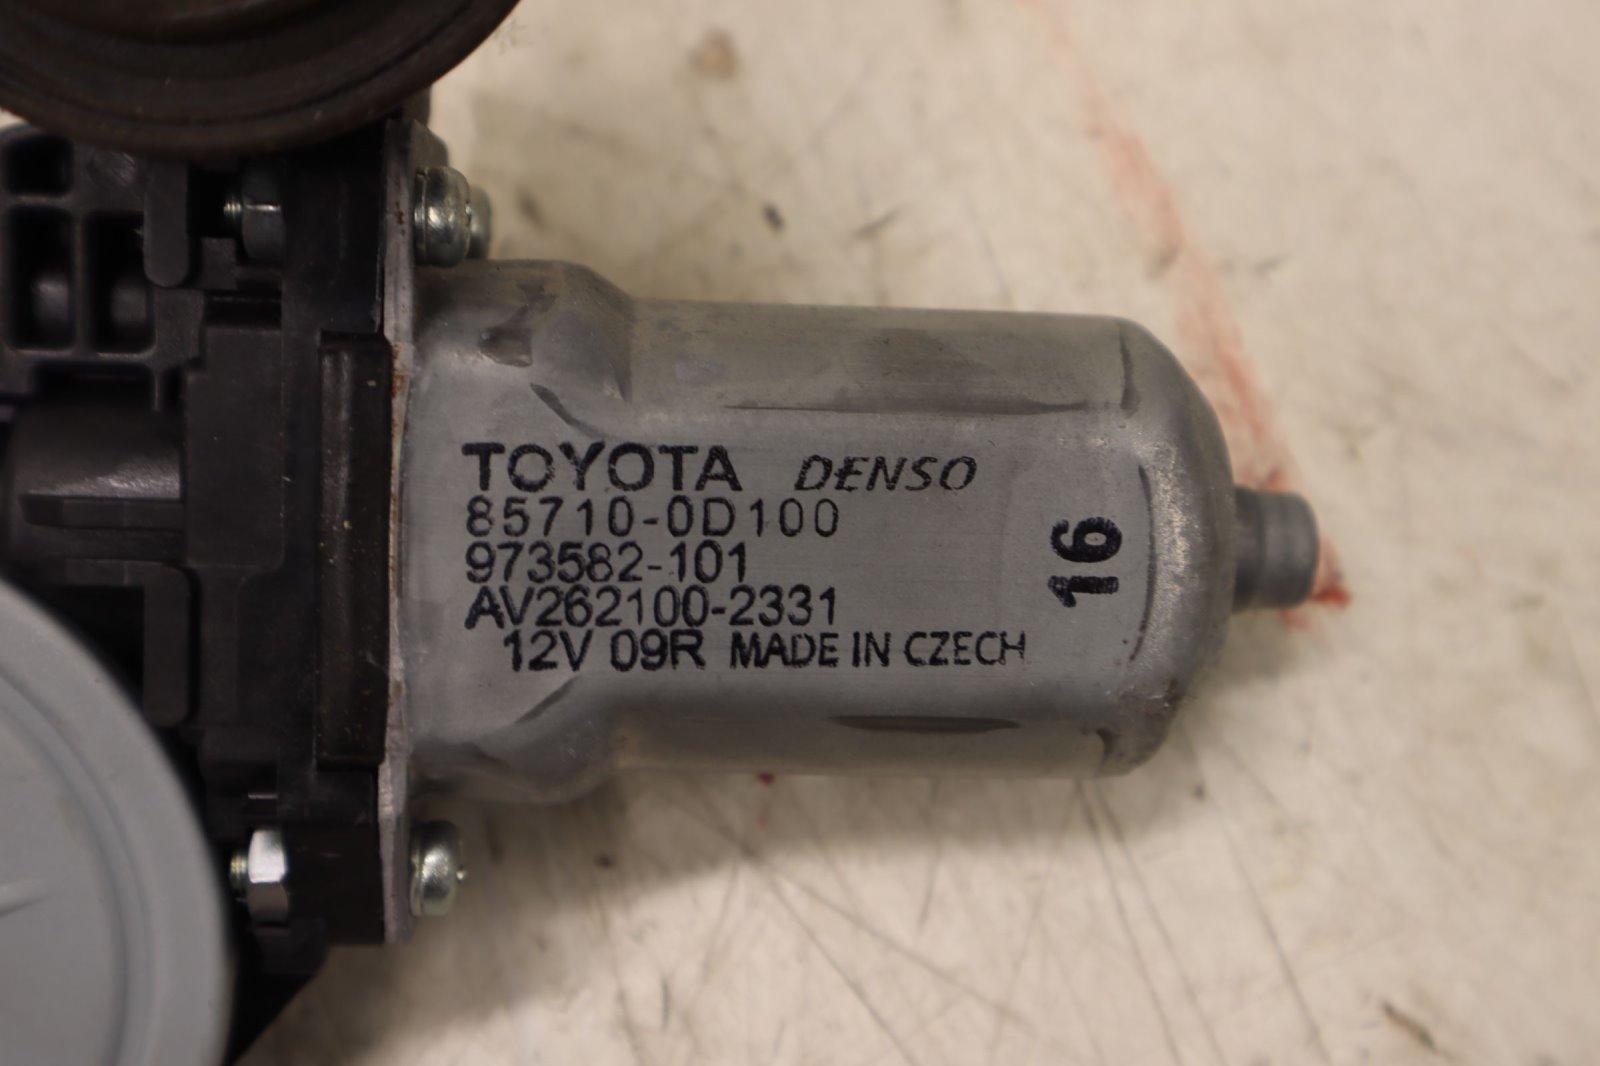 TOYOTA DENSO
85710-0D100
973582-101
AV262100-2331
12V 09R MADE IN CZECH
16